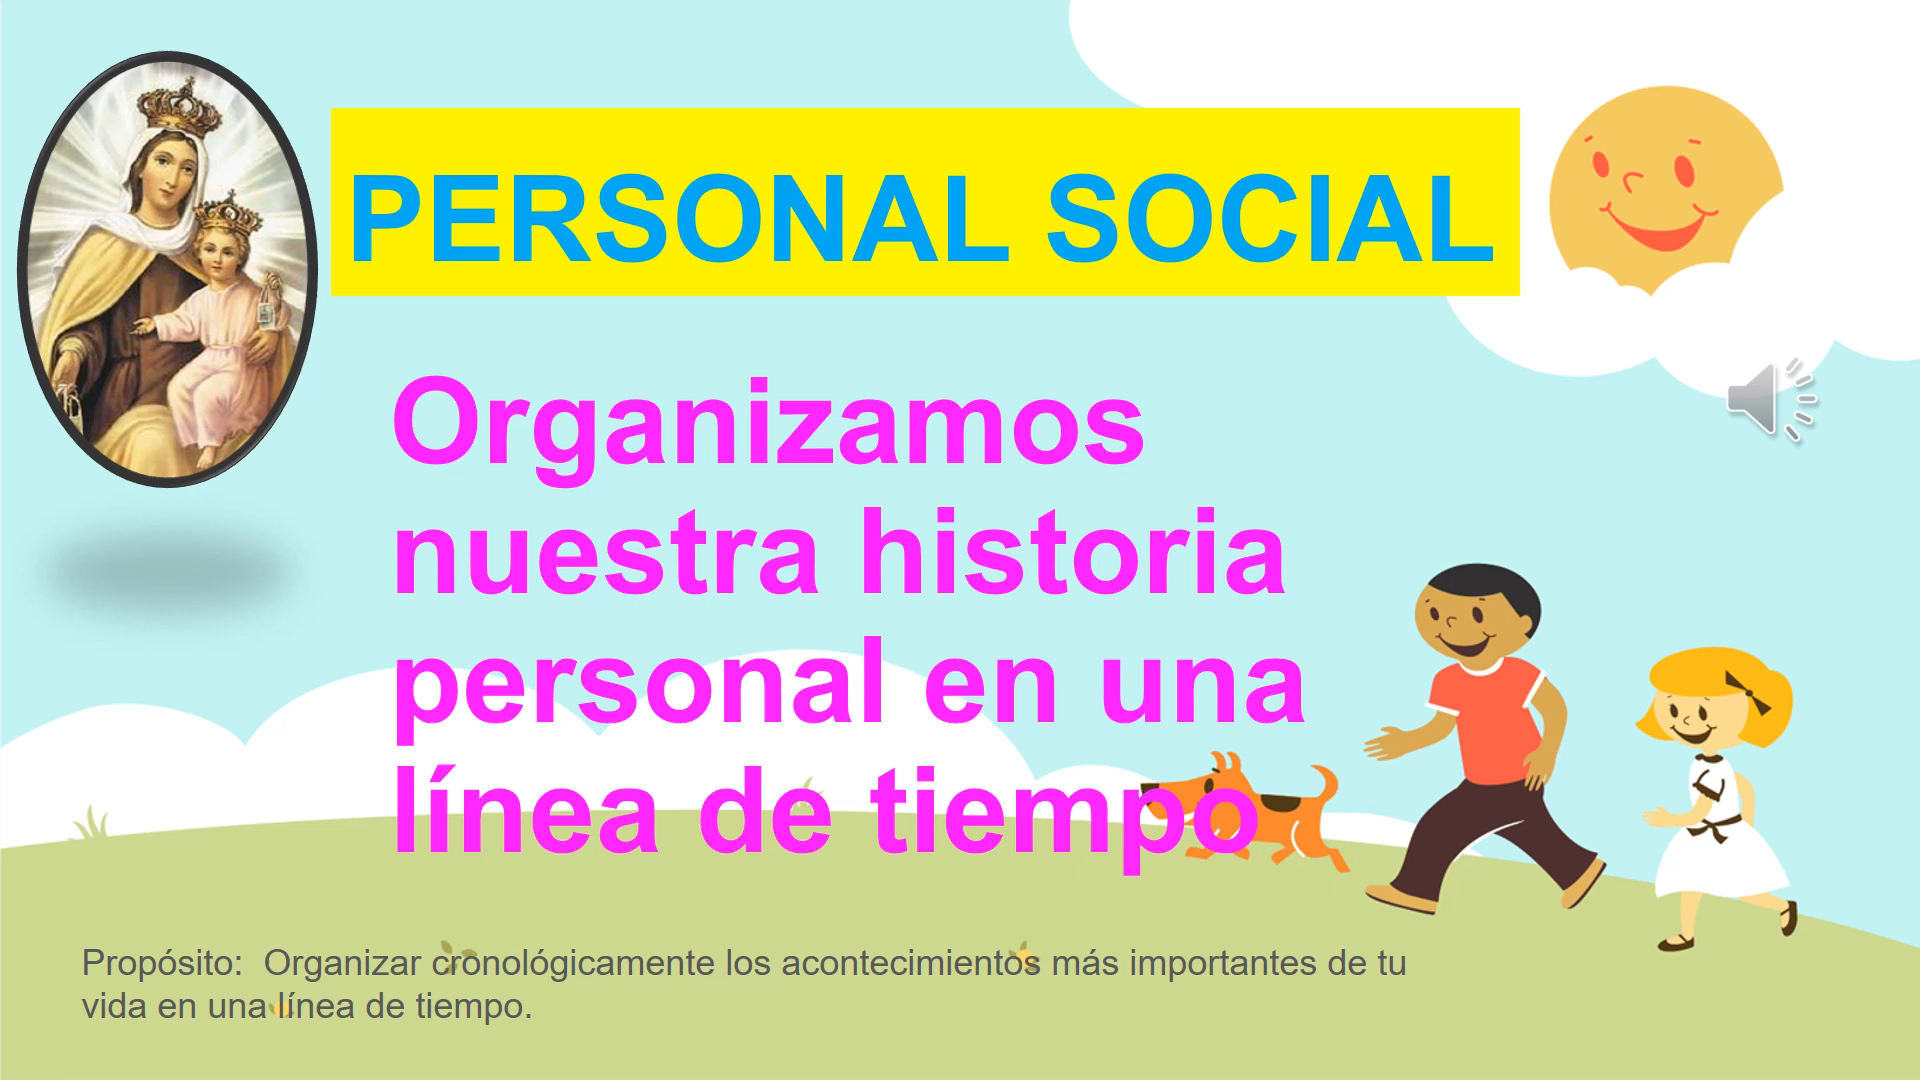 PERSONAL SOCIAL
Organizamos
nuestra historia
personal en una
línea de tiempo
Propósito:  Organizar cronológicamente los acontecimientos más importantes de tu
vida en una línea de tiempo.